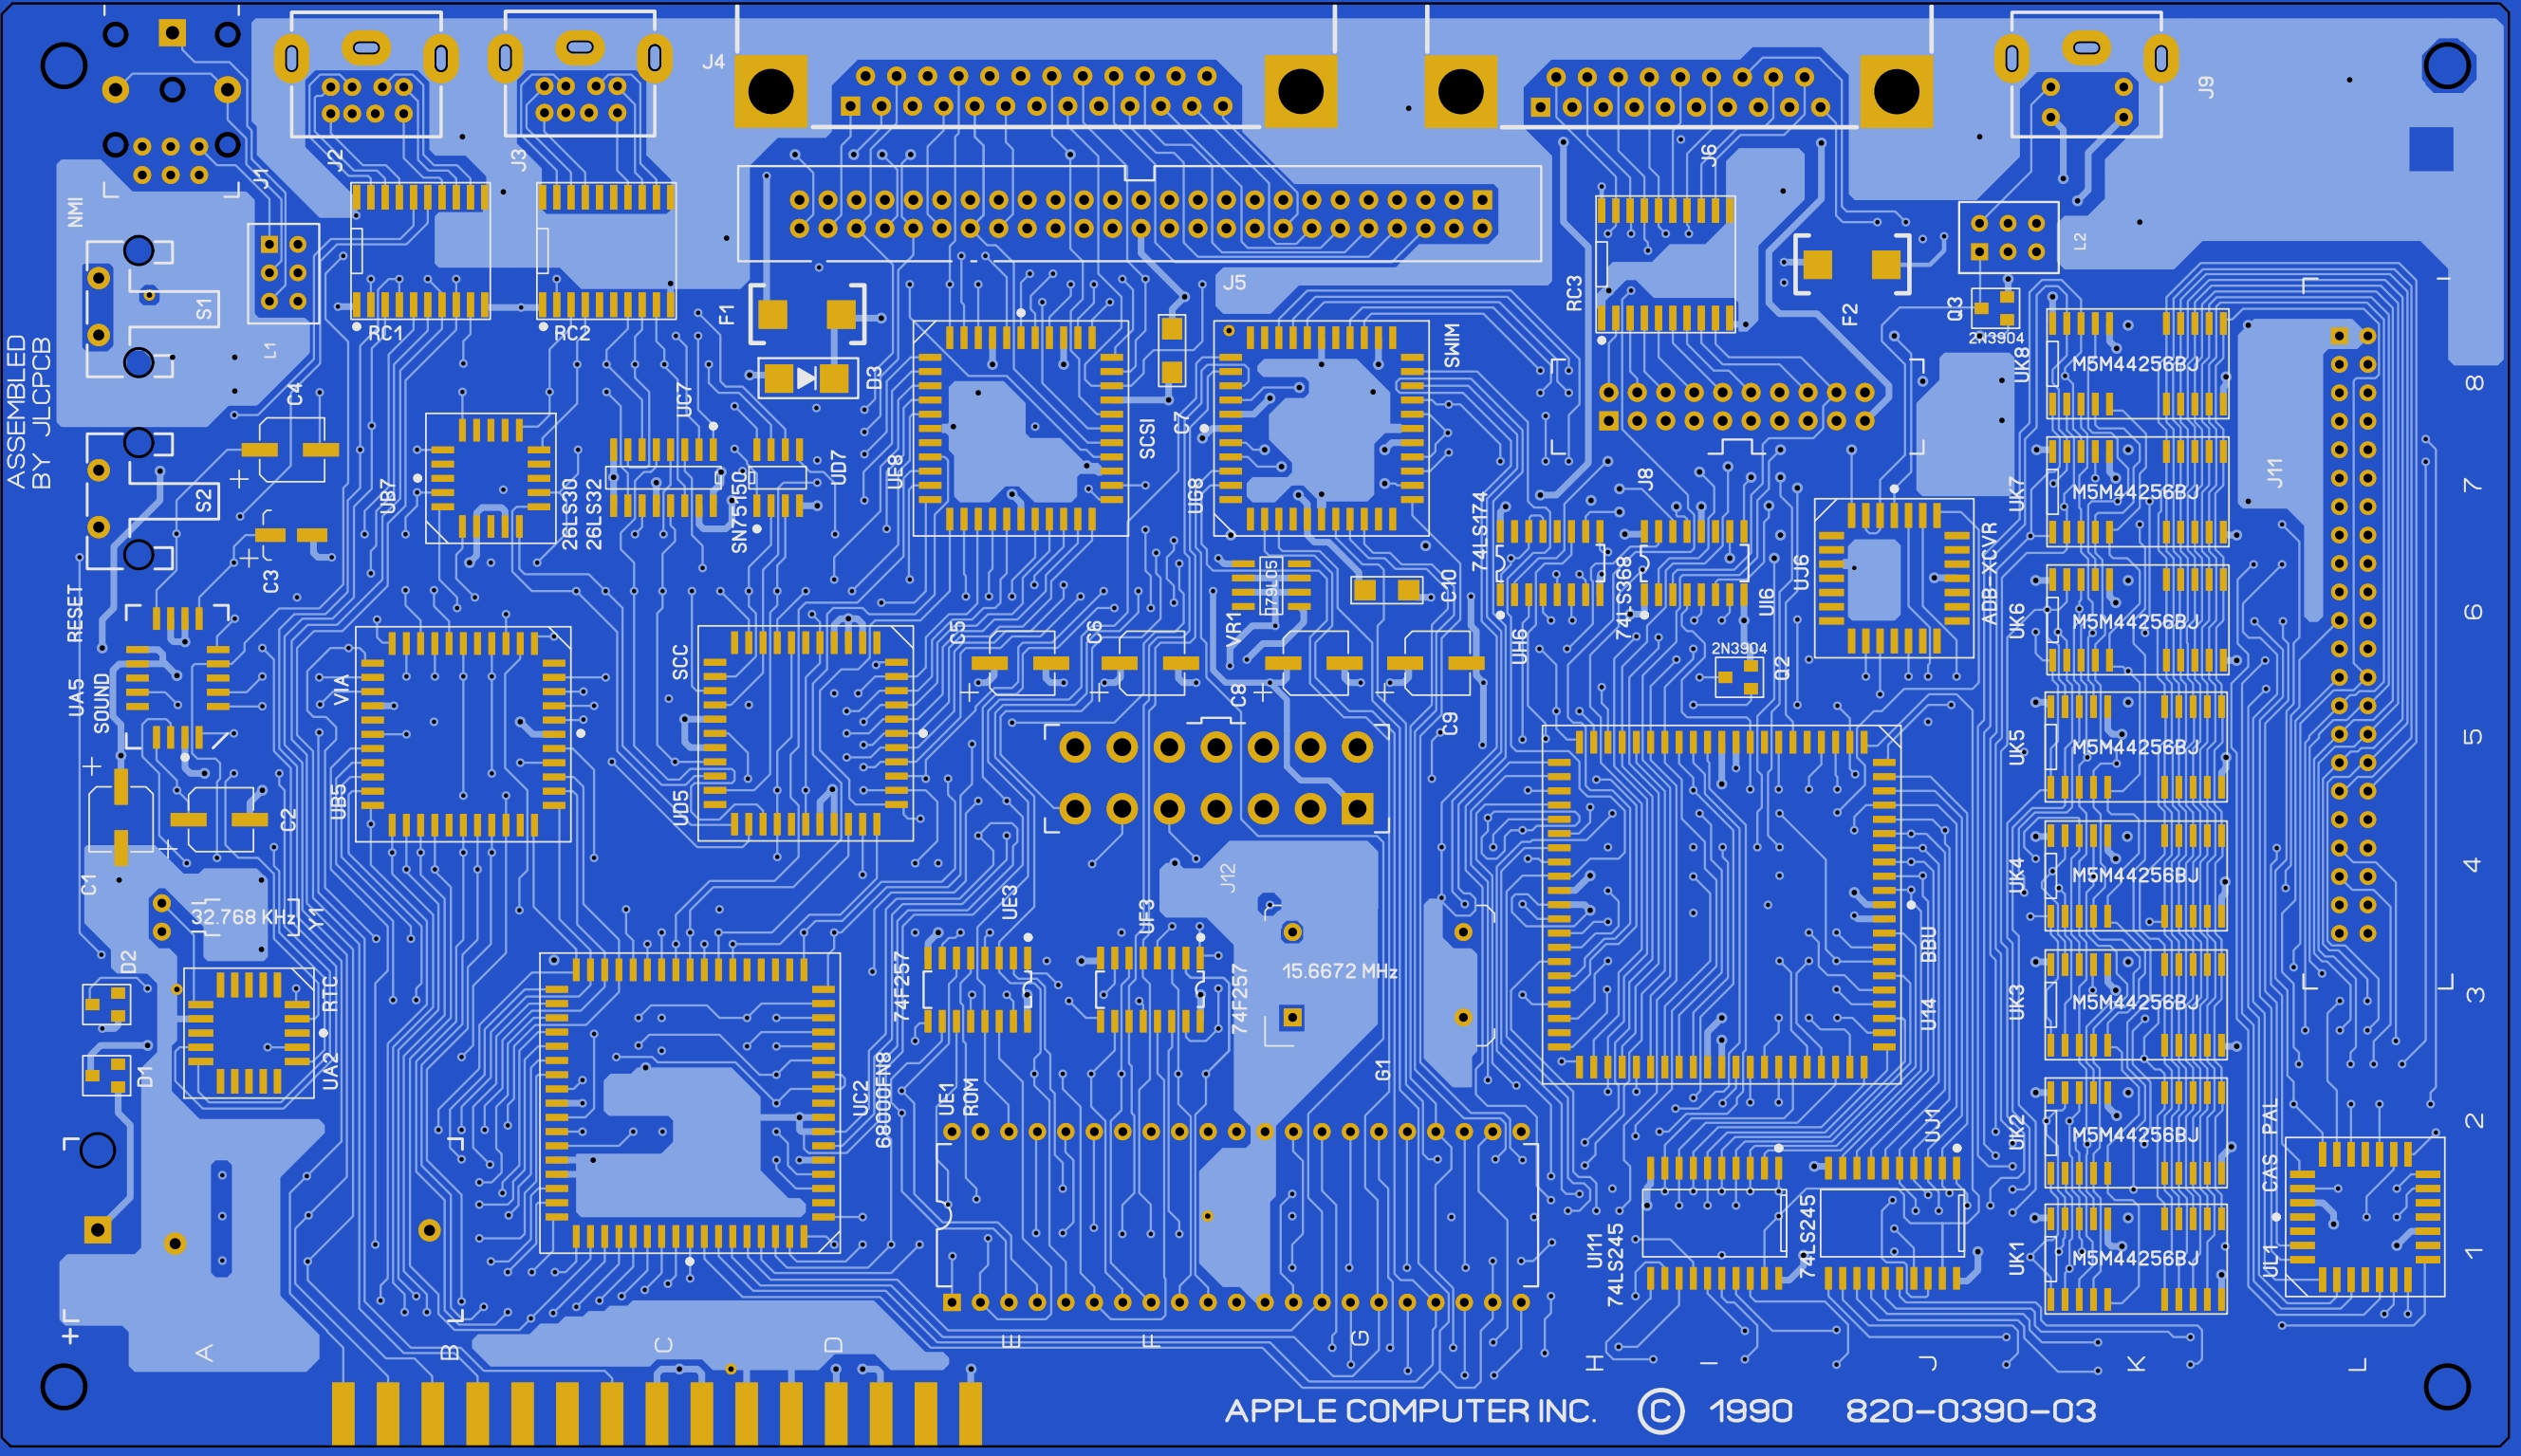 J4
J9
J2
J3
J1
J6
NMI
L2
J5
RC3
Q3
2N3904
F2
S1
L1
RC1
RC2
F1
D3
WIMS
ASSEMBLED
BY JLCPCB
UK8
M5M44256BJ
8
C4
UC7
C7
SCSI
S2
UB7
26LS30
26LS32
SN75150
UD7
UE8
UG8
74LS174
J8
UK7
M5M44256BJ
J11
7
C3
RESET
79L05
C10
74LS368
UI6
UJ6
ADB-XCVR
UK6
M5M44256BJ
6
UA5
SOUND
VIA
SCC
C5
C6
VR1
C8
C9
UH6
2N3904
Q2
UK5
M5M44256BJ
5
UB5
UD5
C2
C1
J12
UK4
M5M44256BJ
4
32.768 KHz
Y1
UE3
UF3
BBU
D2
RTC
74F257
74F257
15.6672 MHz
U14
UK3
M5M44256BJ
3
D1
UA2
UC2
68000FN8
UE1
ROM
G1
UJ1
UK2
M5M44256BJ
CAS PAL
2
UI11
74LS245
74LS245
UK1
M5M44256BJ
UL1
1
+
A
B
C
D
E
F
G
H
I
J
K
L
APPLE COMPUTER INC. © 1990 820-0390-03